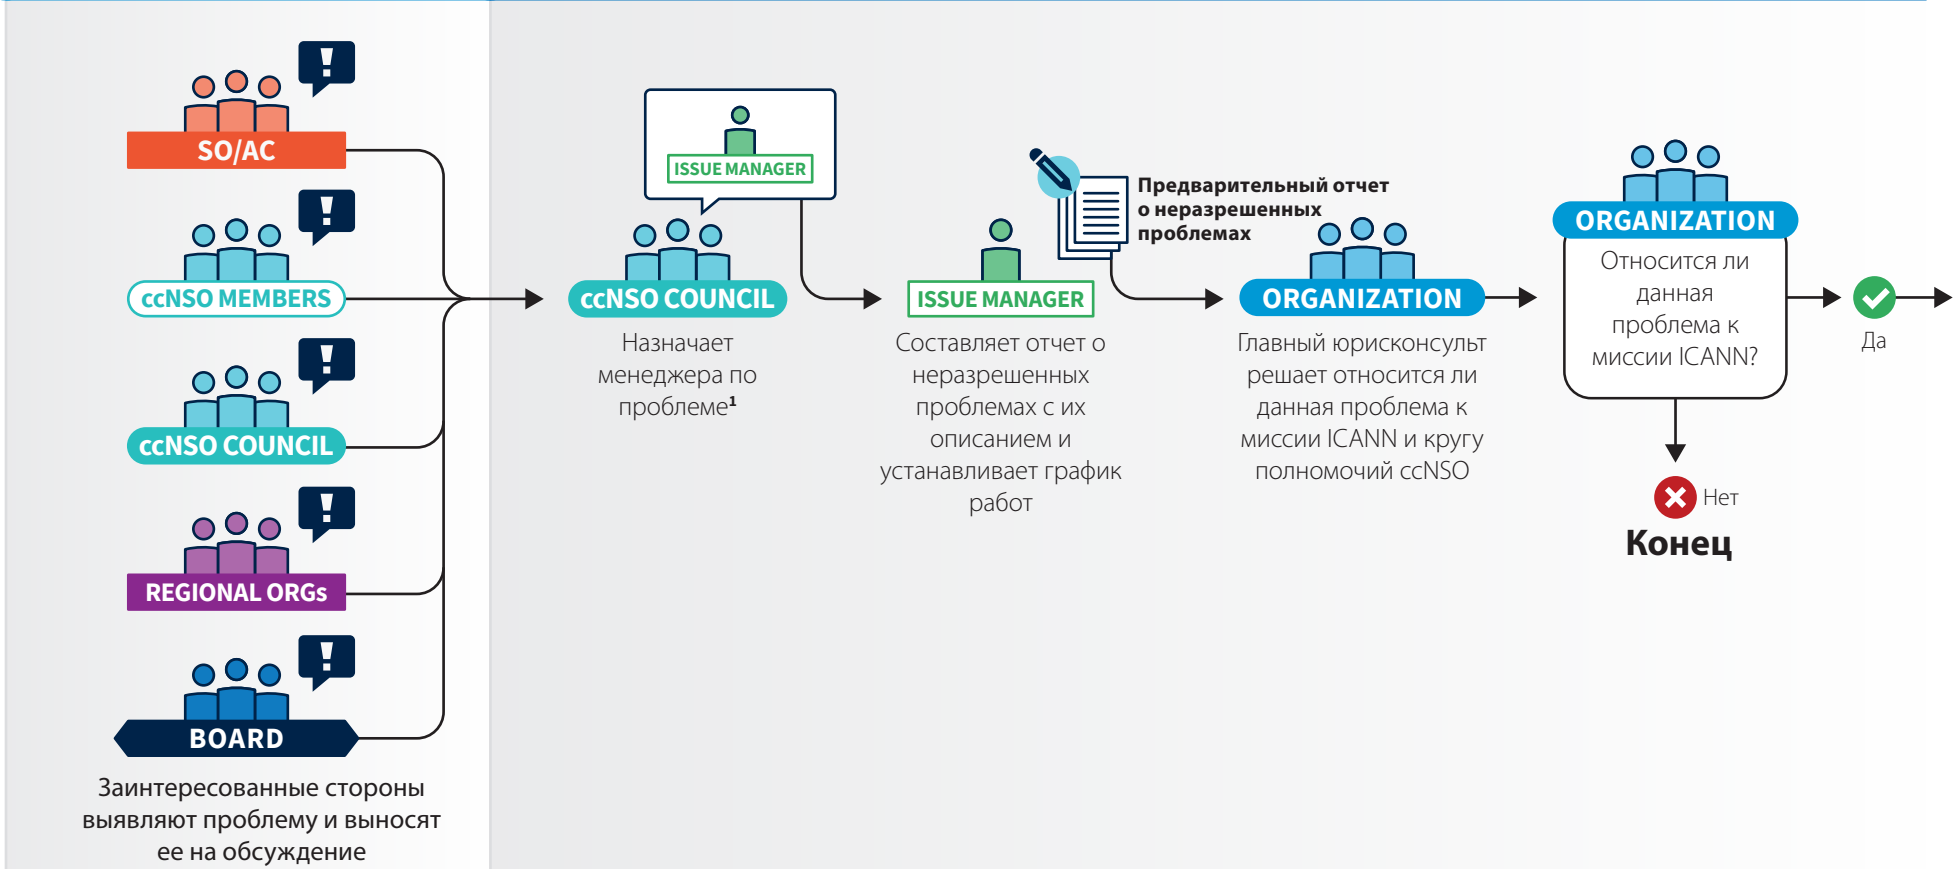 SO/AC
ccNSO MEMBERS
ccNSO COUNCIL
REGIONAL ORGs
BOARD
Заинтересованные стороны
выявляют проблему и выносят
ее на обсуждение
ISSUE MANAGER
ccNSO COUNCIL
Назначает
менеджера по
проблеме¹
ISSUE MANAGER
Составляет отчет о
неразрешенных
проблемах с их
описанием и
устанавливает график
работ
Предварительный отчет
о неразрешенных
проблемах
ORGANIZATION
Главный юрисконсульт
решает относится ли
данная проблема к
миссии ICANN и кругу
полномочий ccNSO
ORGANIZATION
Относится ли
данная
проблема к
миссии ICANN?
Да
Нет
Конец